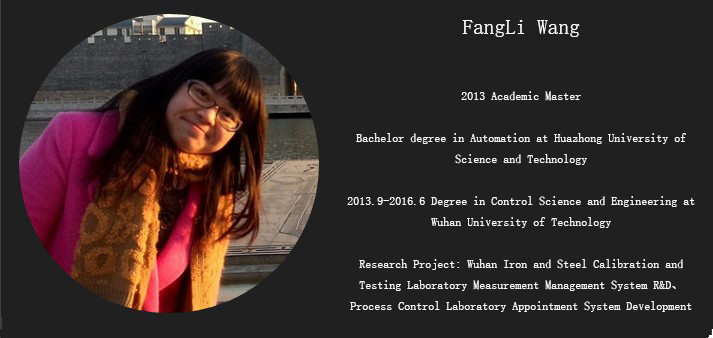 FangLi Wang
2013 Academic Master
Bachelor degree in Automation at Huazhong University of
Science and Technology
2013.9-2016.6 Degree in Control Science and Engineering at
Wuhan University of Technology
Research Project: Wuhan Iron and Steel Calibration and
Testing Laboratory Measurement Management System R&D、
Process Control Laboratory Appointment System Development